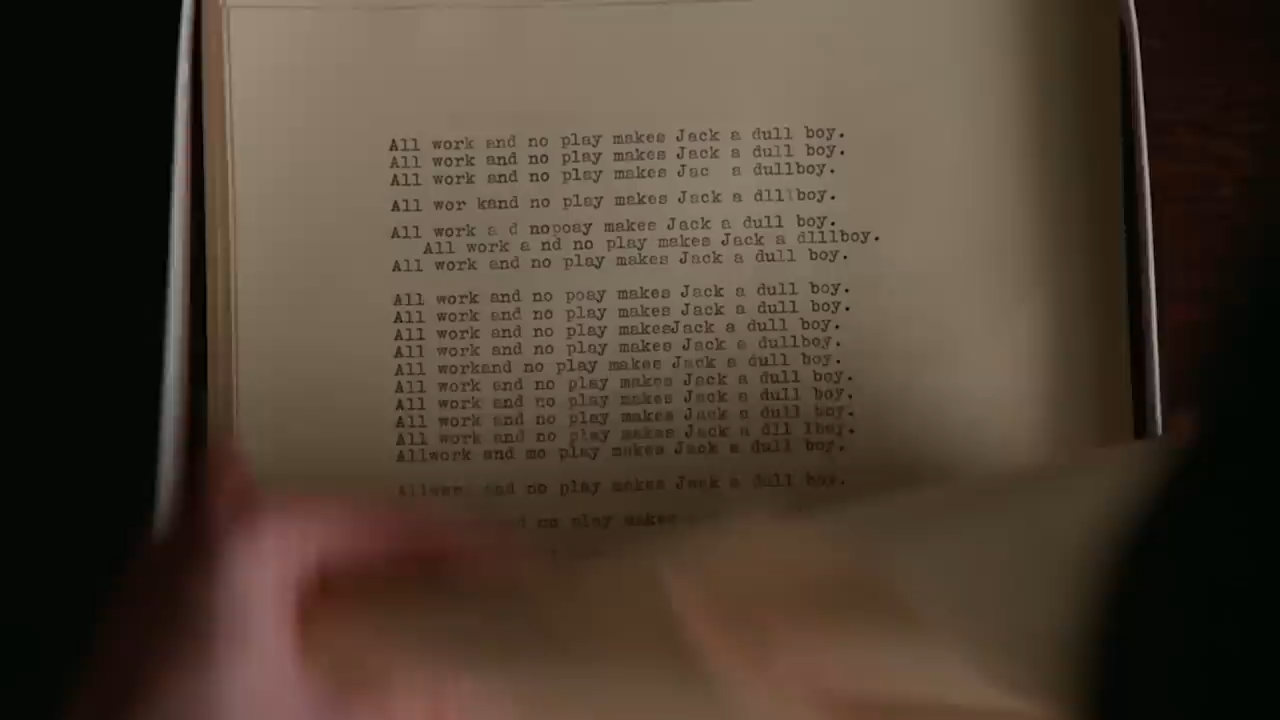 All work and no play makes Jack a dull boy.
All work and no play makes Jack a dull boy.
All work and no play makes Jac  a dullboy.
All wor kand no play makes Jack a dlllboy.
All work a d nopoay makes Jack a dull boy.
All work a nd no play makes Jack a dlllboy.
All work and no play makes Jack a dull boy.
All work and no poay makes Jack a dull boy.
All work and no play makes Jack a dull boy.
All work and no play makesJack a dull boy.
All work and no play makes Jack a dullboy.
All workand no play makes Jack a dull boy.
All work and no play makes Jack a dull boy.
All work and no play makes Jack a dull boy.
All work and no play makes Jack a dull boy.
All work and no play makes Jack a dll lboy.
Allwork and mo play makes Jack a dull boy.
and no play makes Jack a dull boy.
no play makes